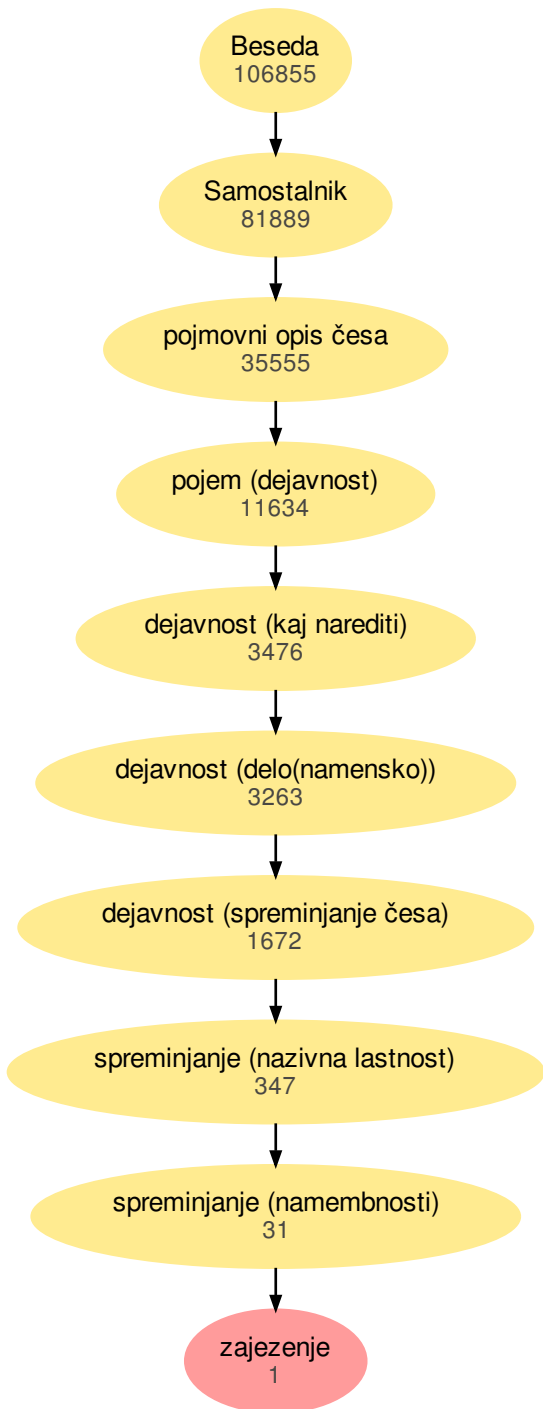 Beseda
106855
Samostalnik
81889
pojmovni opis česa
35555
pojem (dejavnost)
11634
dejavnost (kaj narediti)
3476
dejavnost (delo(namensko))
3263
dejavnost (spreminjanje česa)
1672
spreminjanje (nazivna lastnost)
347
spreminjanje (namembnosti)
31
zajezenje
1